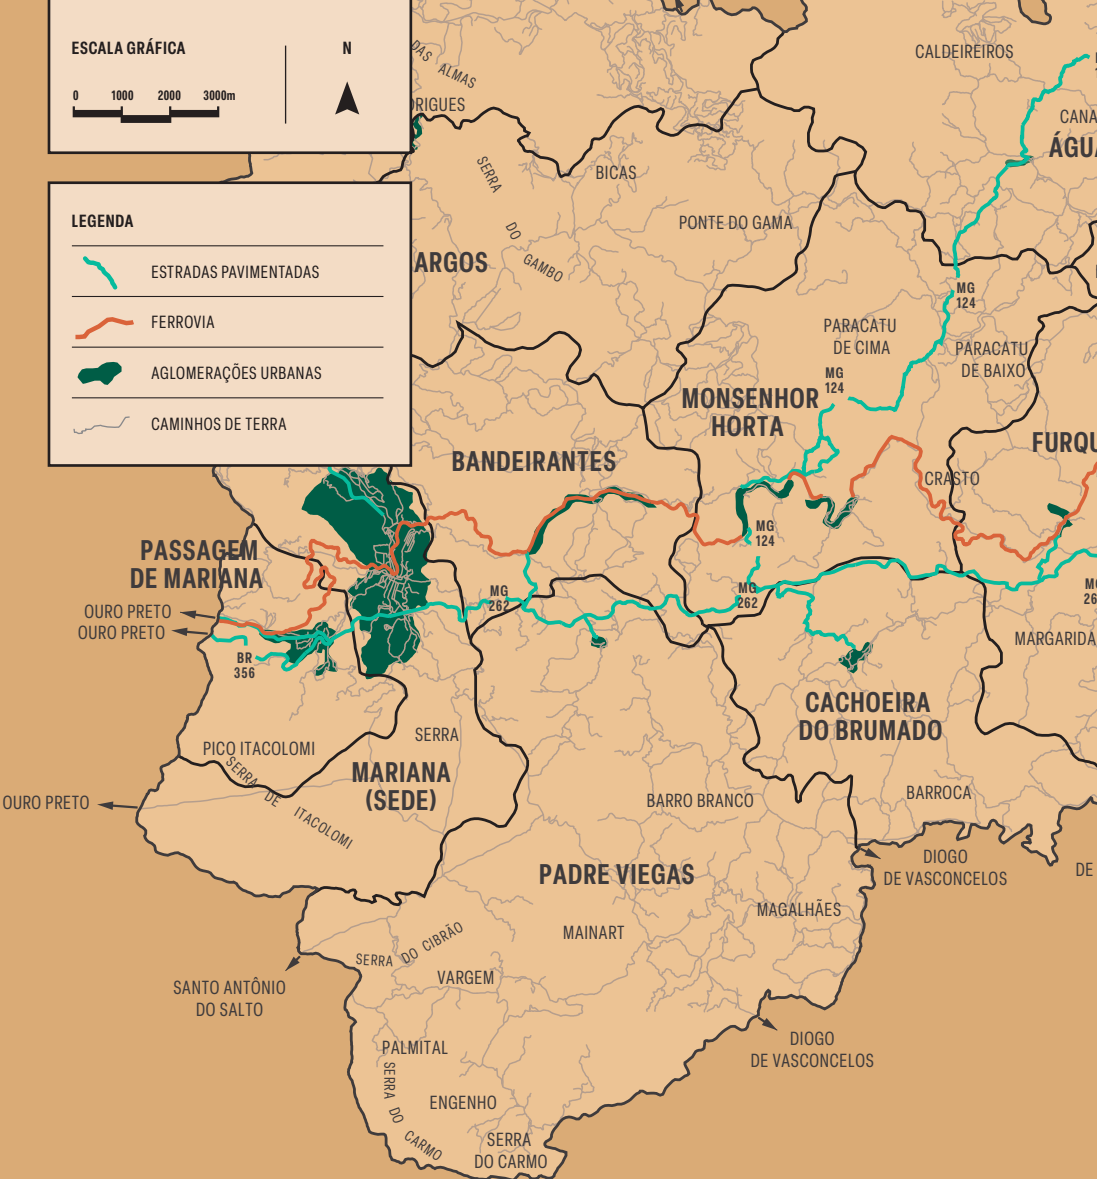 ESCALA GRÁFICA
N
0 1000 2000 3000m
LEGENDA
ESTRADAS PAVIMENTADAS
FERROVIA
AGLOMERAÇÕES URBANAS
CAMINHOS DE TERRA
DAS ALMAS
DRIGUES
CALDEIREIROS
CANA
ÁGUA
SERRA DO GAMBO
BICAS
PONTE DO GAMA
ARGOS
MG
124
PARACATU
DE CIMA
PARACATU
DE BAIXO
MG
124
MONSENHOR
HORTA
FURQU
BANDEIRANTES
CRASTO
MG
124
PASSAGEM
DE MARIANA
OURO PRETO
OURO PRETO
MG
262
MG
262
MG
26
BR
356
MARGARIDA
CACHOEIRA
DO BRUMADO
PICO ITACOLOMI
SERRA
SERRA DE ITACOLOMI
MARIANA
(SEDE)
OURO PRETO
BARRO BRANCO
BARROCA
DIOGO
DE VASCONCELOS
DE
PADRE VIEGAS
MAGALHÃES
MAINART
SERRA DO CIBRÃO
VARGEM
SANTO ANTÔNIO
DO SALTO
DIOGO
DE VASCONCELOS
PALMITAL
SERRA DO CARMO
ENGENHO
SERRA
DO CARMO